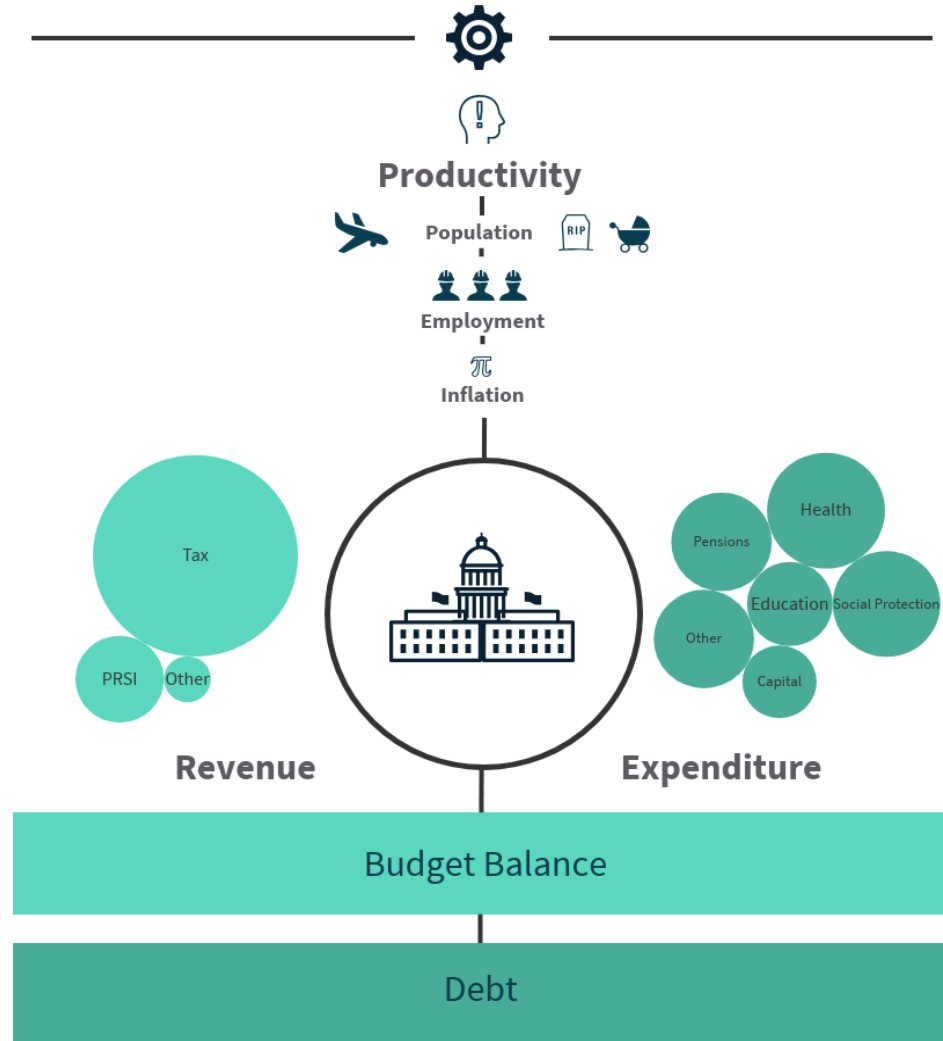 Productivity
Population
RIP
Employment
π
Inflation
Tax
PRSI
Other
Health
Pensions
Education
Social Protection
Other
Capital
Revenue
Expenditure
Budget Balance
Debt